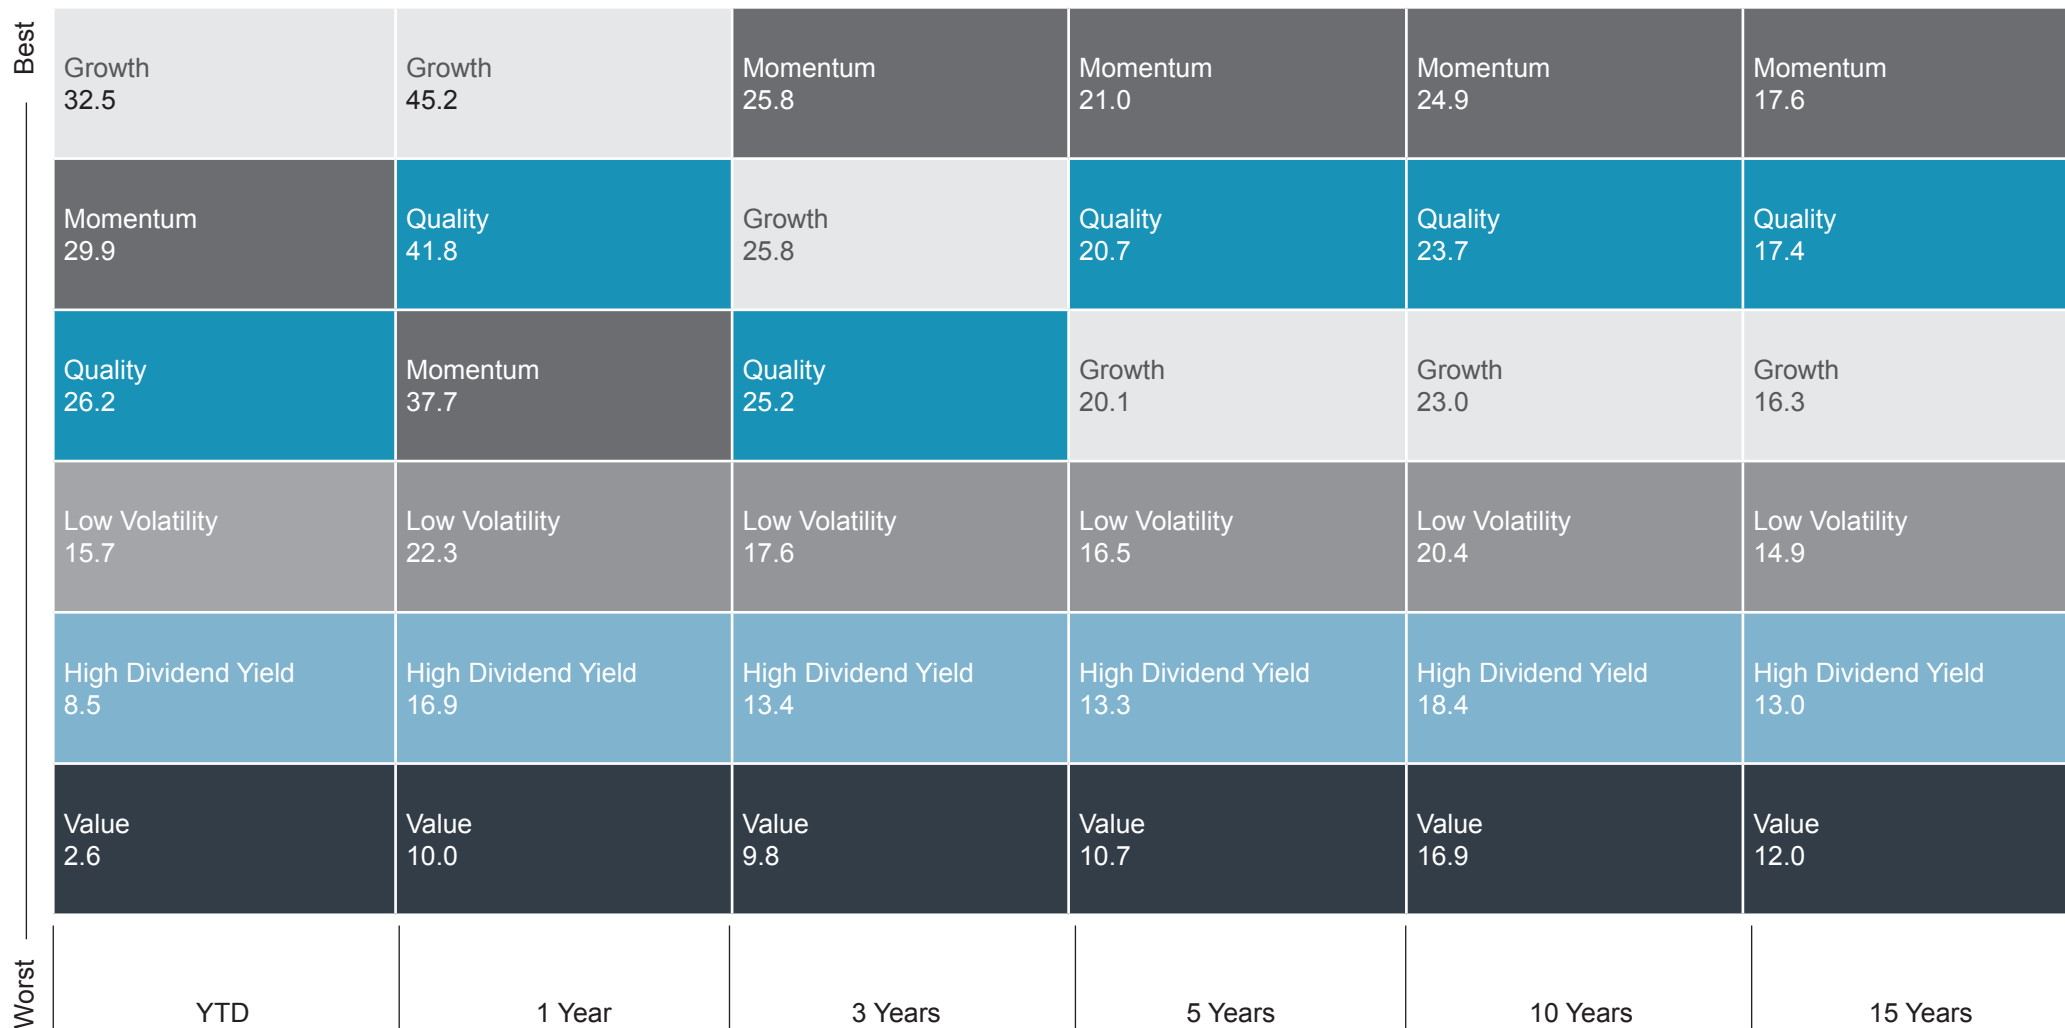 Best
Growth
32.5
Growth
45.2
Momentum
25.8
Momentum
21.0
Momentum
24.9
Momentum
17.6
Momentum
29.9
Quality
41.8
Growth
25.8
Quality
20.7
Quality
23.7
Quality
17.4
Quality
26.2
Momentum
37.7
Quality
25.2
Growth
20.1
Growth
23.0
Growth
16.3
Low Volatility
15.7
Low Volatility
22.3
Low Volatility
17.6
Low Volatility
16.5
Low Volatility
20.4
Low Volatility
14.9
High Dividend Yield
8.5
High Dividend Yield
16.9
High Dividend Yield
13.4
High Dividend Yield
13.3
High Dividend Yield
18.4
High Dividend Yield
13.0
Value
2.6
Value
10.0
Value
9.8
Value
10.7
Value
16.9
Value
12.0
Worst
YTD
1 Year
3 Years
5 Years
10 Years
15 Years